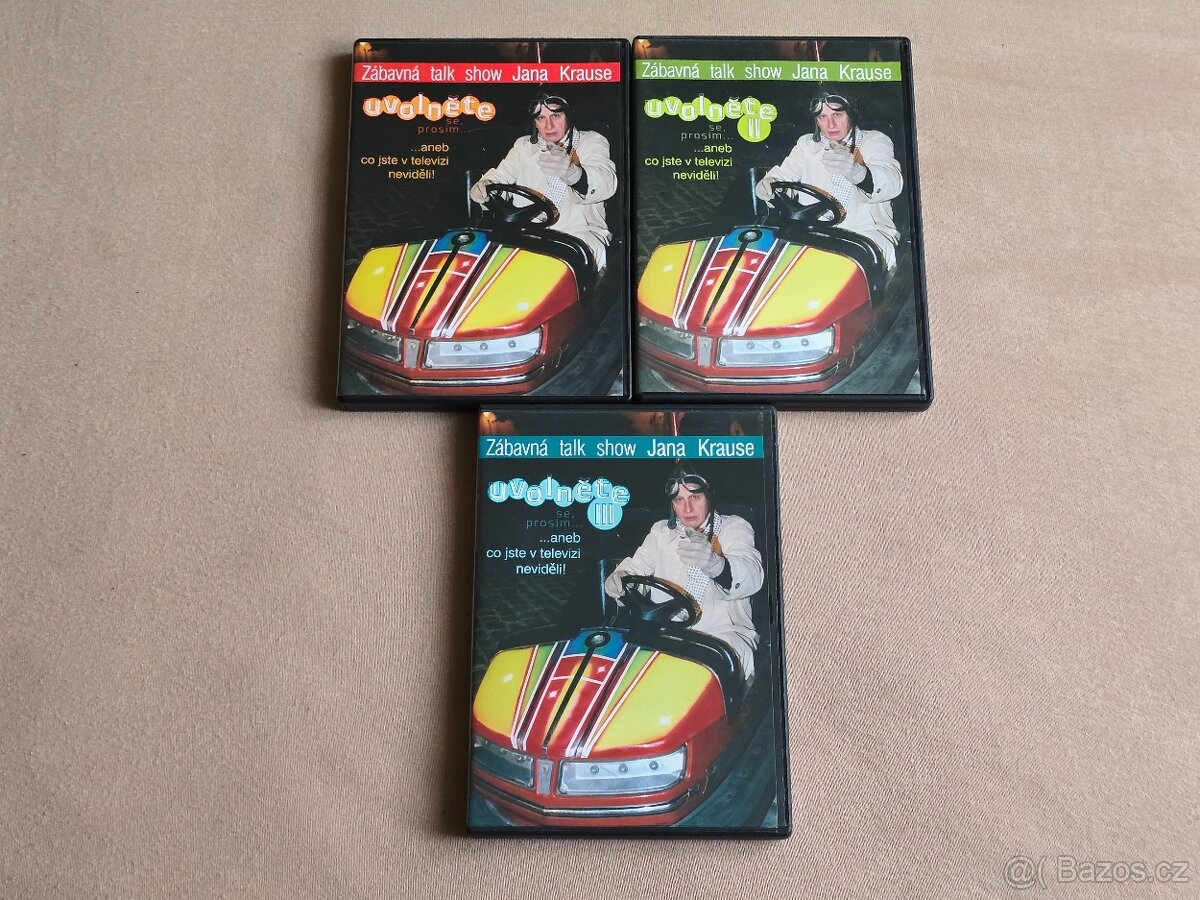 Zábavná talk show Jana Krause
uvolněte
se,
prosím...
...aneb
co jste v televizi
neviděli!
Zábavná talk show Jana Krause
uvolněte
se, II
prosím...
...aneb
co jste v televizi
neviděli!
Zábavná talk show Jana Krause
uvolněte
se, III
prosím...
...aneb
co jste v televizi
neviděli!
@( Bazos.cz